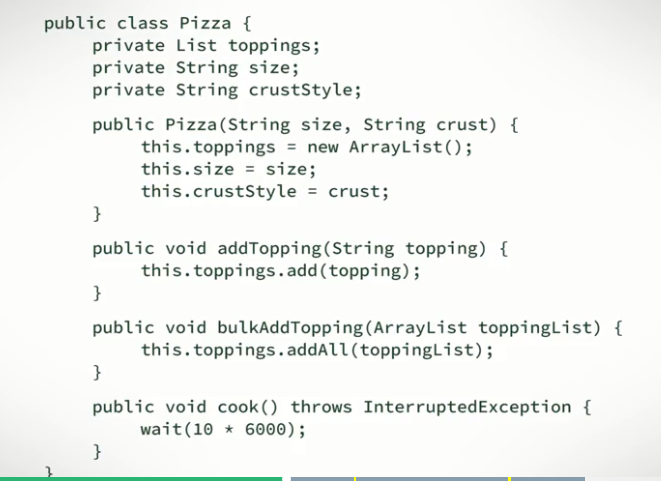 public class Pizza {
private List toppings;
private String size;
private String crustStyle;
public Pizza(String size, String crust) {
this.toppings = new ArrayList();
this.size = size;
this.crustStyle = crust;
}
public void addTopping(String topping) {
this.toppings.add(topping);
}
public void bulkAddTopping(ArrayList toppingList) {
this.toppings.addAll(toppingList);
}
public void cook() throws InterruptedException {
wait(10 * 6000);
}
}